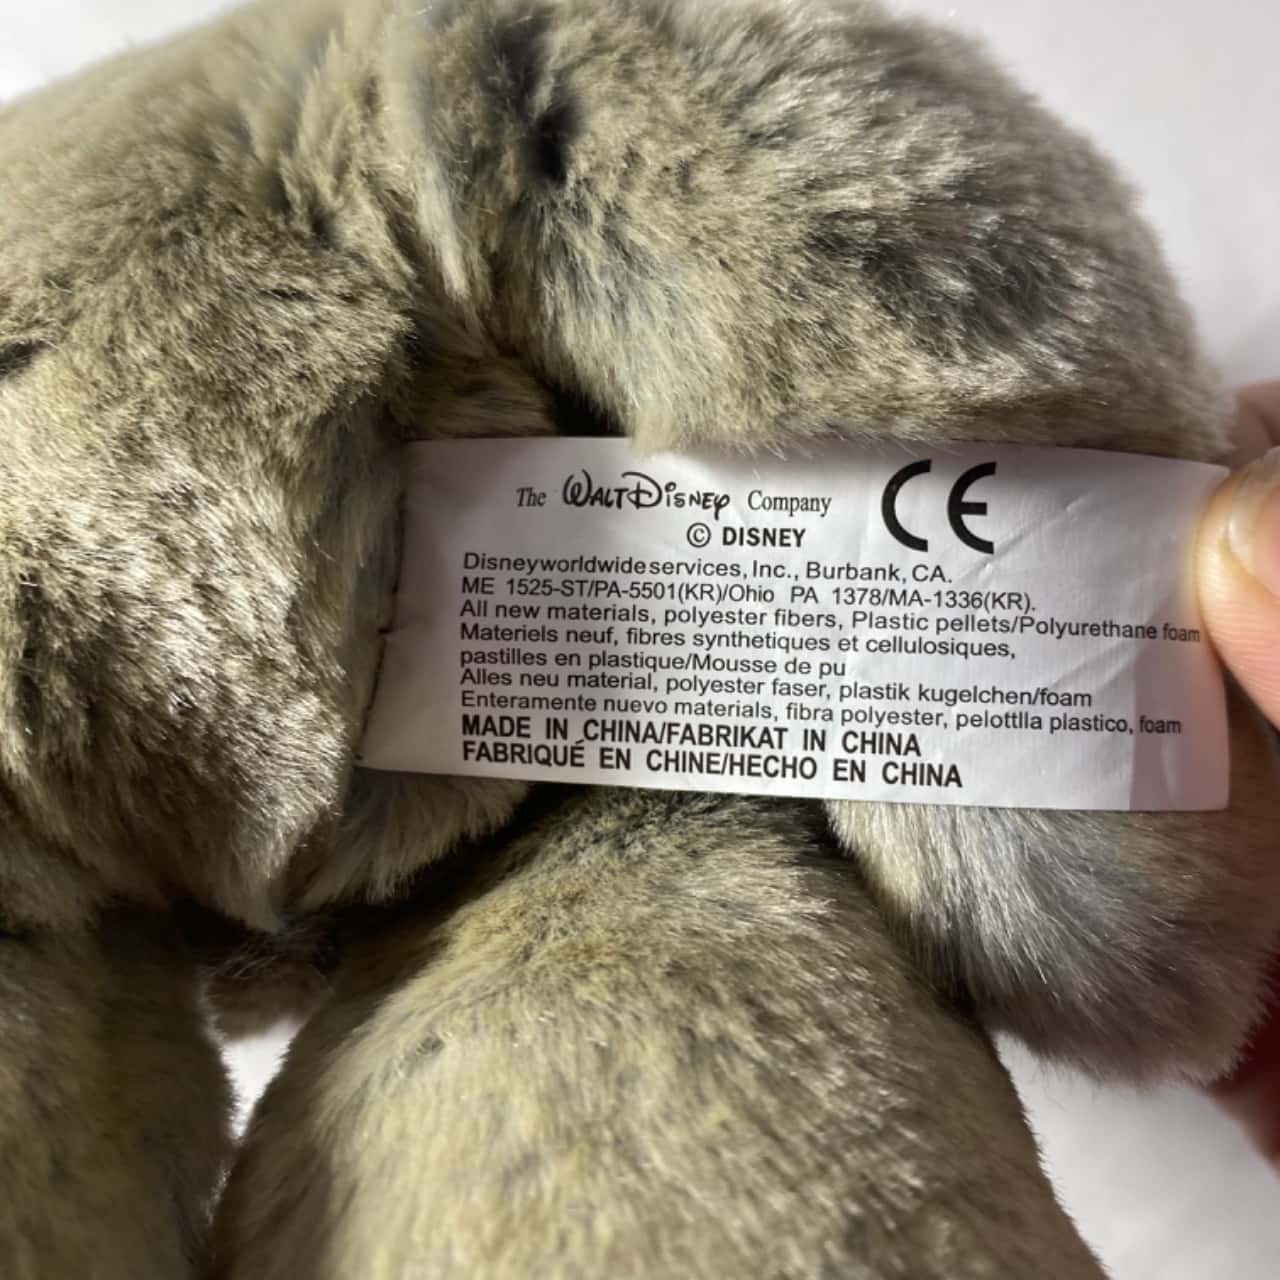 The WALT DISNEY Company CE
© DISNEY
Disneyworldwideservices, Inc., Burbank, CA.
ME 1525-ST/PA-5501(KR)/Ohio PA 1378/MA-1336(KR).
All new materials, polyester fibers, Plastic pellets/Polyurethane foam
Materiels neuf, fibres synthetiques et cellulosiques,
pastilles en plastique/Mousse de pu
Alles neu material, polyester faser, plastik kugelchen/foam
Enteramente nuevo materials, fibra polyester, pelottlla plastico, foam
MADE IN CHINA/FABRIKAT IN CHINA
FABRIQUÉ EN CHINE/HECHO EN CHINA